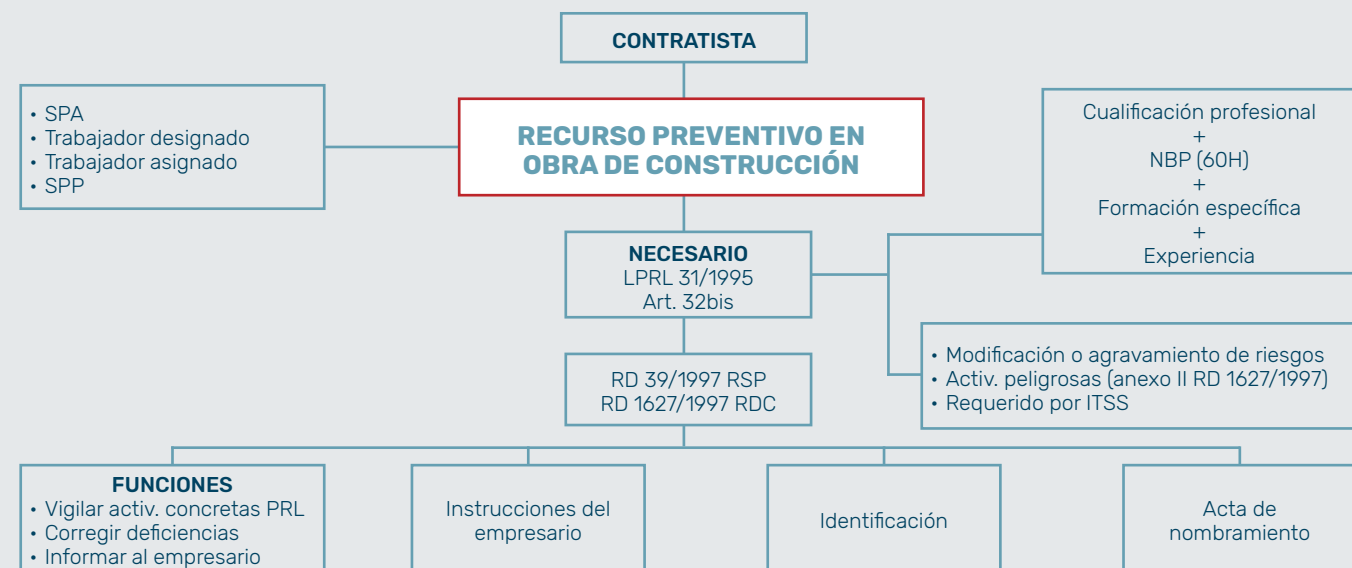 CONTRATISTA
• SPA
• Trabajador designado
• Trabajador asignado
• SPP
RECURSO PREVENTIVO EN
OBRA DE CONSTRUCCIÓN
Cualificación profesional
+
NBP (60H)
+
Formación específica
+
Experiencia
NECESARIO
LPRL 31/1995
Art. 32bis
• Modificación o agravamiento de riesgos
• Activ. peligrosas (anexo II RD 1627/1997)
• Requerido por ITSS
RD 39/1997 RSP
RD 1627/1997 RDC
FUNCIONES
• Vigilar activ. concretas PRL
• Corregir deficiencias
• Informar al empresario
Instrucciones del
empresario
Identificación
Acta de
nombramiento